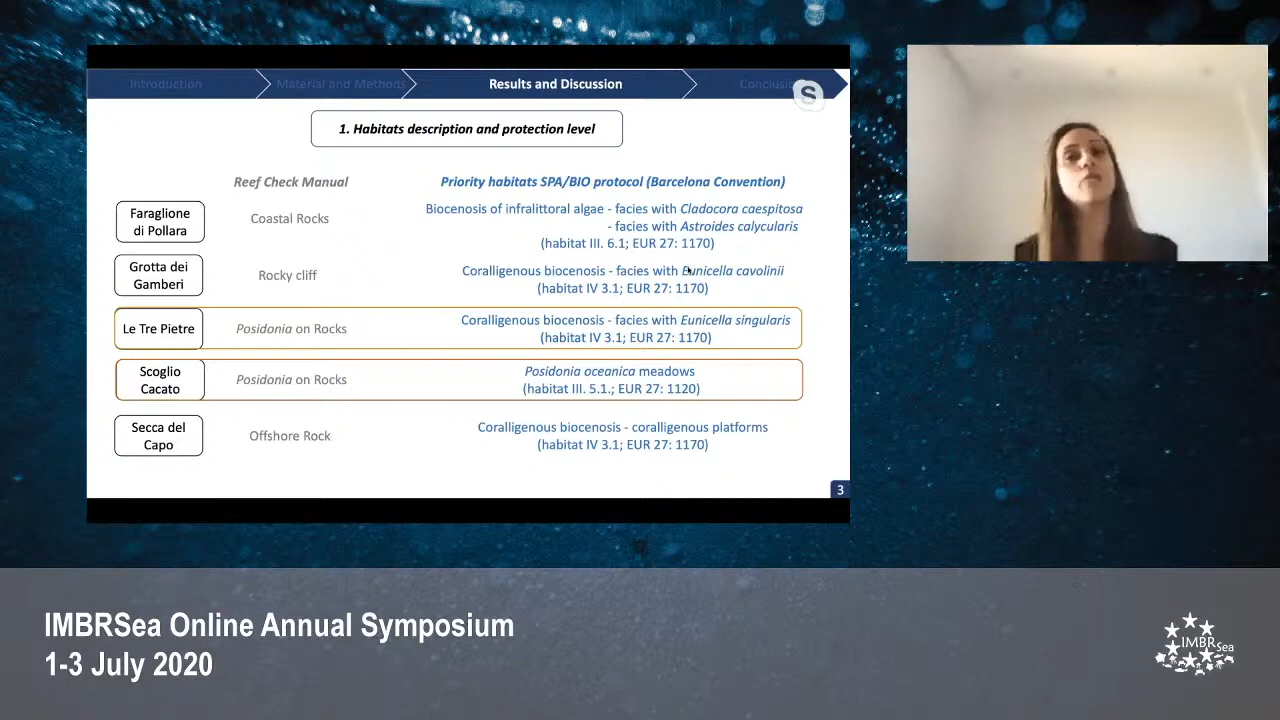 Introduction
Material and Methods
Results and Discussion
Conclusi
S
1. Habitats description and protection level
Reef Check Manual
Priority habitats SPA/BIO protocol (Barcelona Convention)
Faraglione
di Pollara
Coastal Rocks
Biocenosis of infralittoral algae - facies with Cladocora caespitosa
- facies with Astroides calycularis
(habitat III. 6.1; EUR 27: 1170)
Grotta dei
Gamberi
Rocky cliff
Coralligenous biocenosis - facies with Eunicella cavolinii
(habitat IV 3.1; EUR 27: 1170)
Le Tre Pietre
Posidonia on Rocks
Coralligenous biocenosis - facies with Eunicella singularis
(habitat IV 3.1; EUR 27: 1170)
Scoglio
Cacato
Posidonia on Rocks
Posidonia oceanica meadows
(habitat III. 5.1.; EUR 27: 1120)
Secca del
Capo
Offshore Rock
Coralligenous biocenosis - coralligenous platforms
(habitat IV 3.1; EUR 27: 1170)
3
IMBRSea Online Annual Symposium
1-3 July 2020
IMBRSea